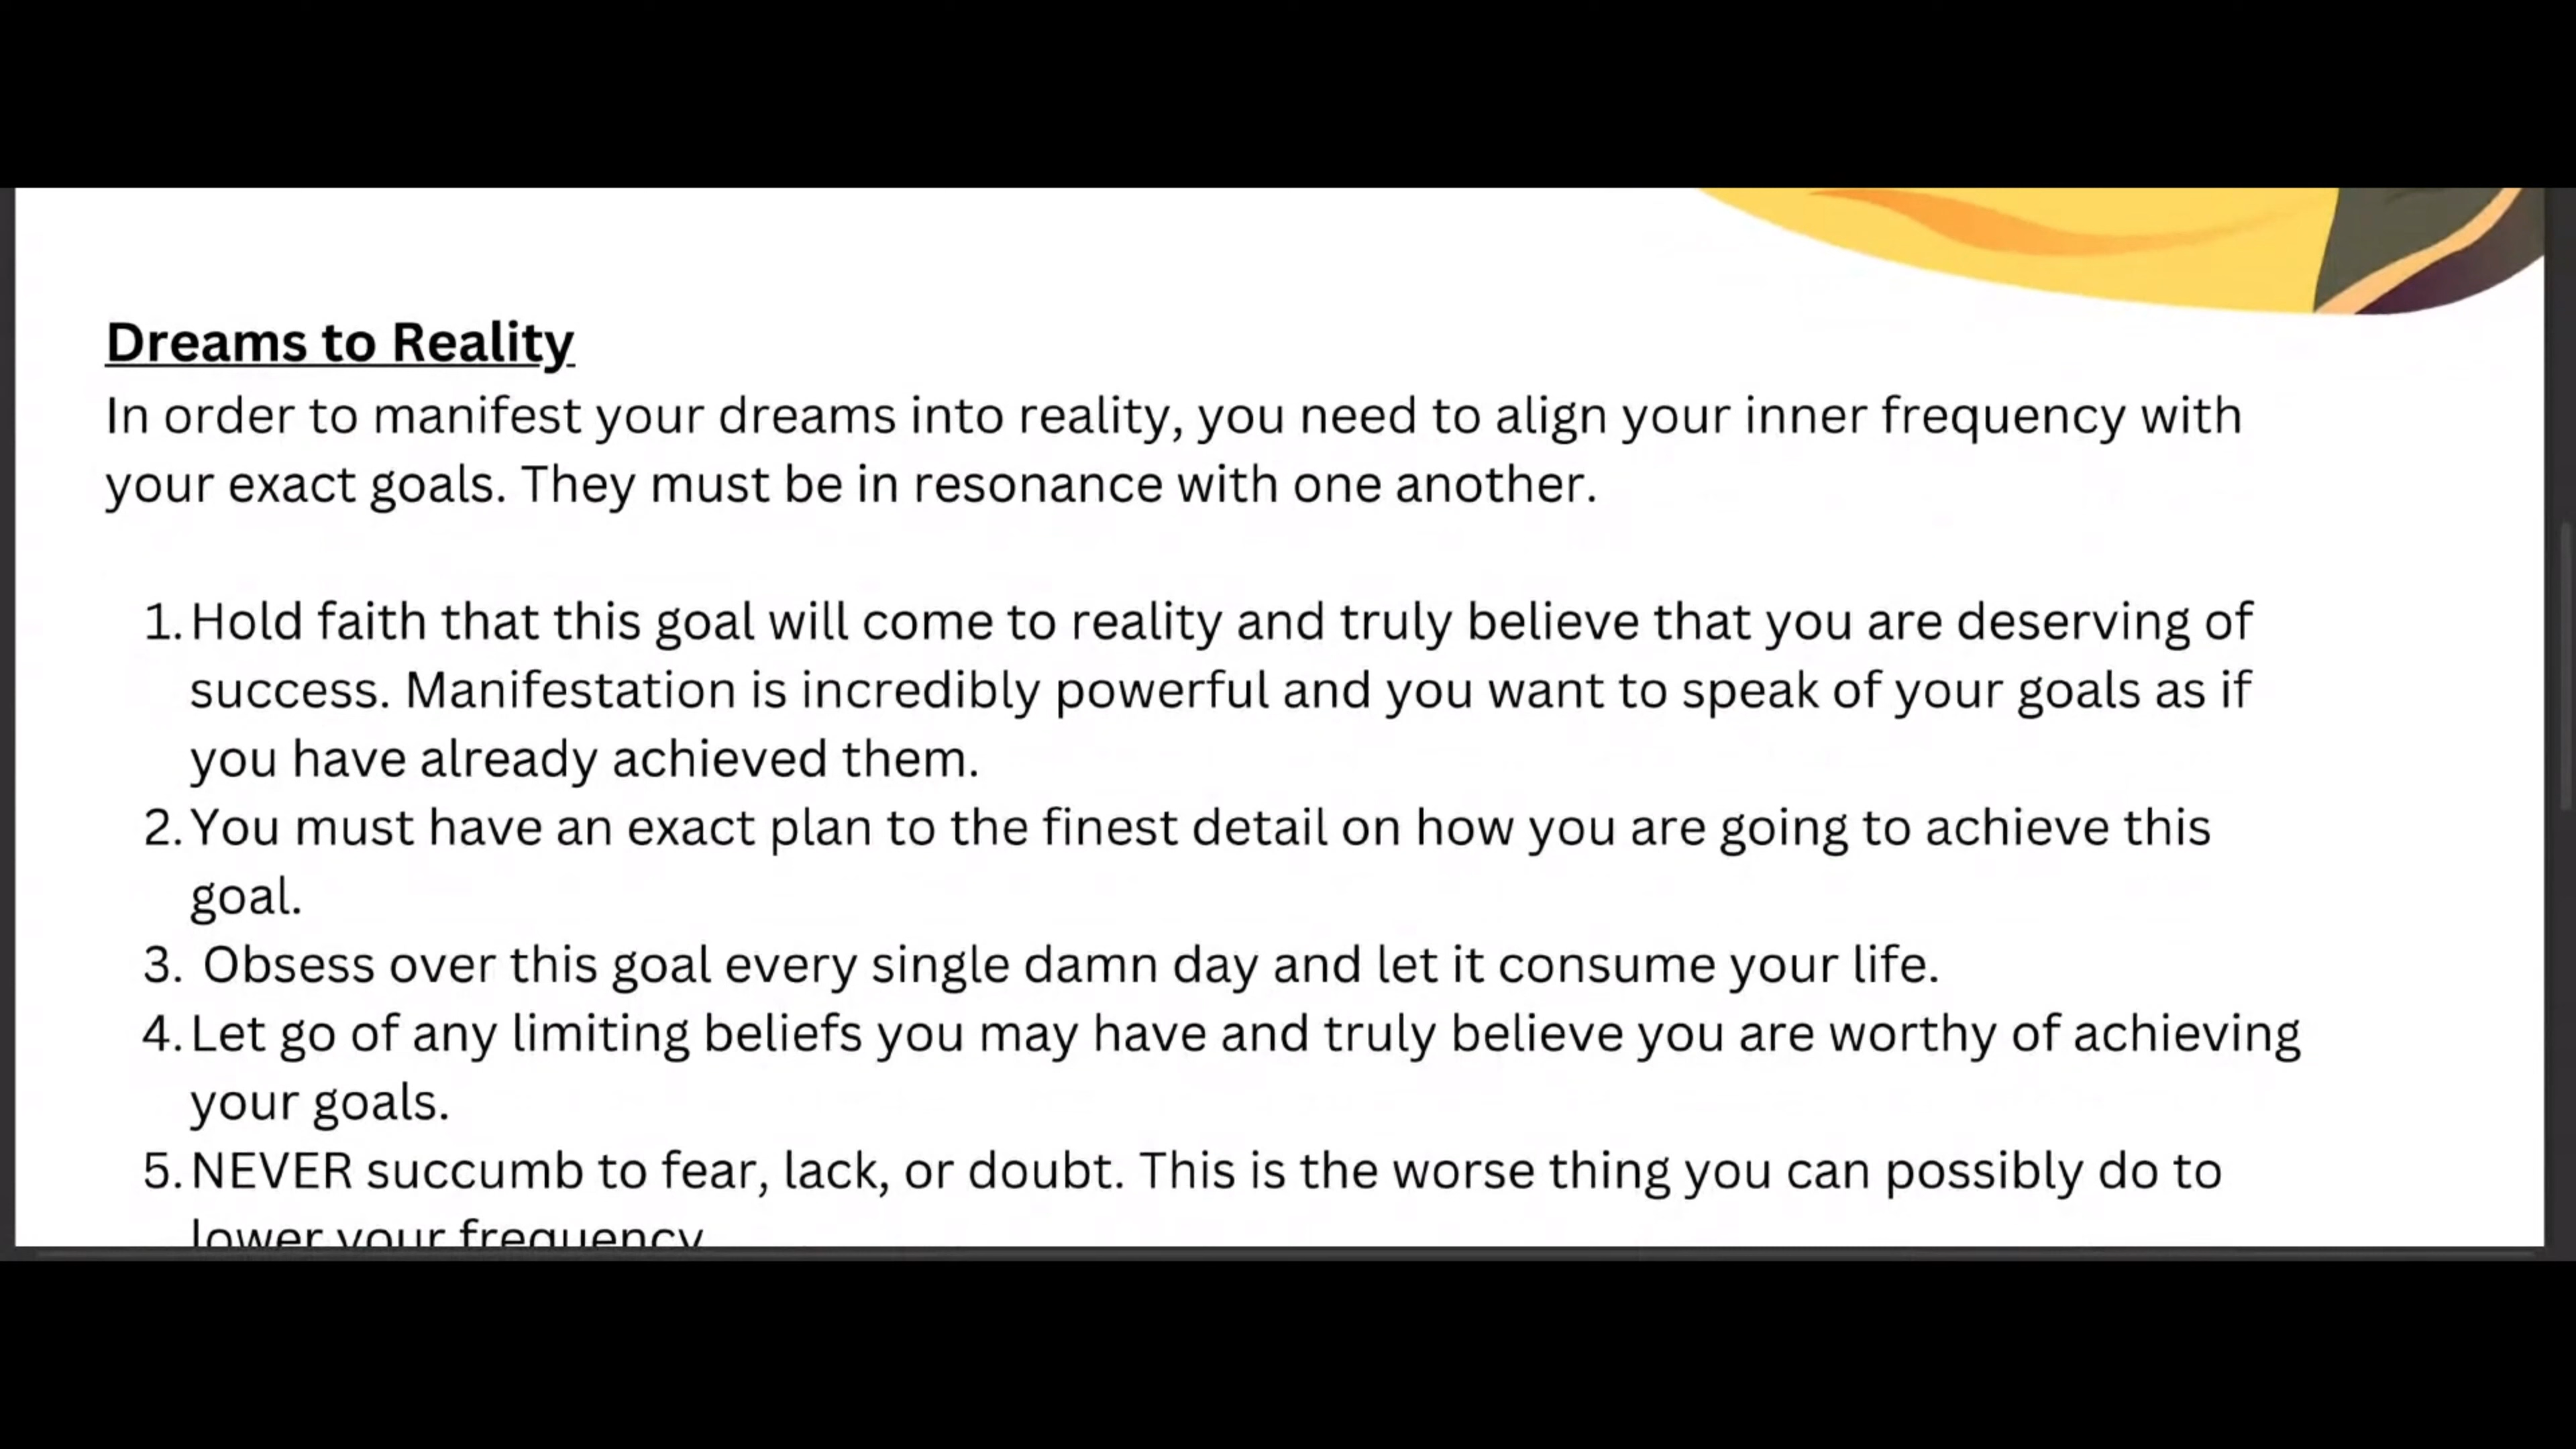 Dreams to Reality
In order to manifest your dreams into reality, you need to align your inner frequency with
your exact goals. They must be in resonance with one another.
1. Hold faith that this goal will come to reality and truly believe that you are deserving of
success. Manifestation is incredibly powerful and you want to speak of your goals as if
you have already achieved them.
2. You must have an exact plan to the finest detail on how you are going to achieve this
goal.
3. Obsess over this goal every single damn day and let it consume your life.
4. Let go of any limiting beliefs you may have and truly believe you are worthy of achieving
your goals.
5. NEVER succumb to fear, lack, or doubt. This is the worse thing you can possibly do to
lower your frequency